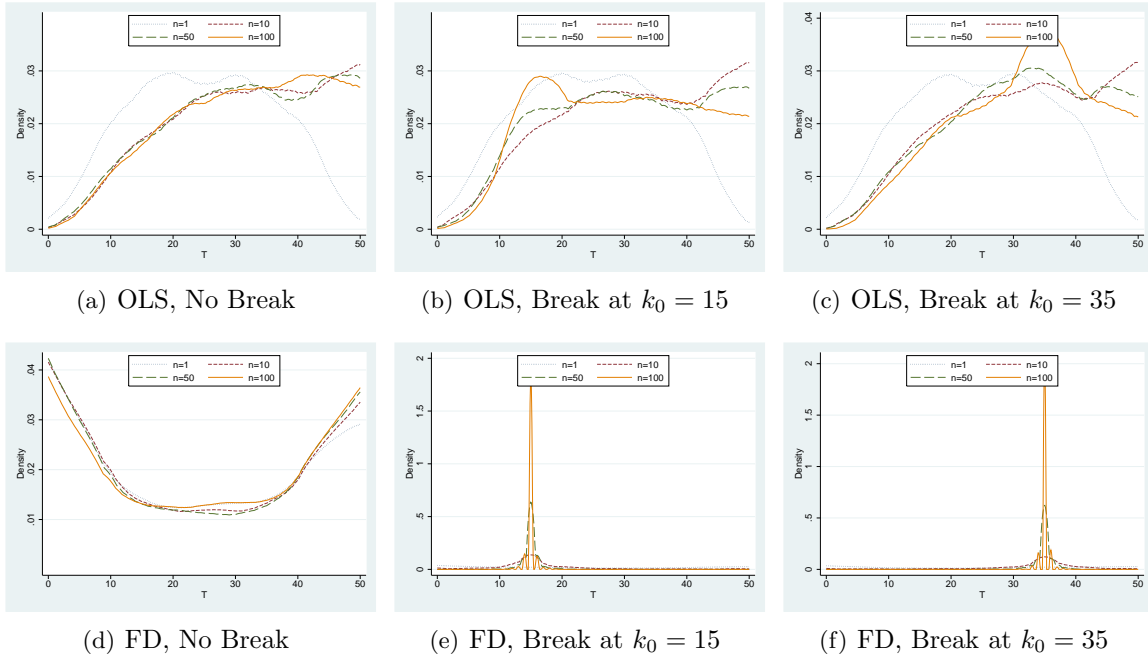 n=1 n=10
n=50 n=100
Density
0 .01 .02 .03
0 10 20 30 40 50
T
(a) OLS, No Break
n=1 n=10
n=50 n=100
Density
0 .01 .02 .03
0 10 20 30 40 50
T
(b) OLS, Break at k₀ = 15
n=1 n=10
n=50 n=100
Density
0 .01 .02 .03 .04
0 10 20 30 40 50
T
(c) OLS, Break at k₀ = 35
n=1 n=10
n=50 n=100
Density
.01 .02 .03 .04
0 10 20 30 40 50
T
(d) FD, No Break
n=1 n=10
n=50 n=100
Density
0 .5 1 1.5 2
0 10 20 30 40 50
T
(e) FD, Break at k₀ = 15
n=1 n=10
n=50 n=100
Density
0 .5 1 1.5 2
0 10 20 30 40 50
T
(f) FD, Break at k₀ = 35